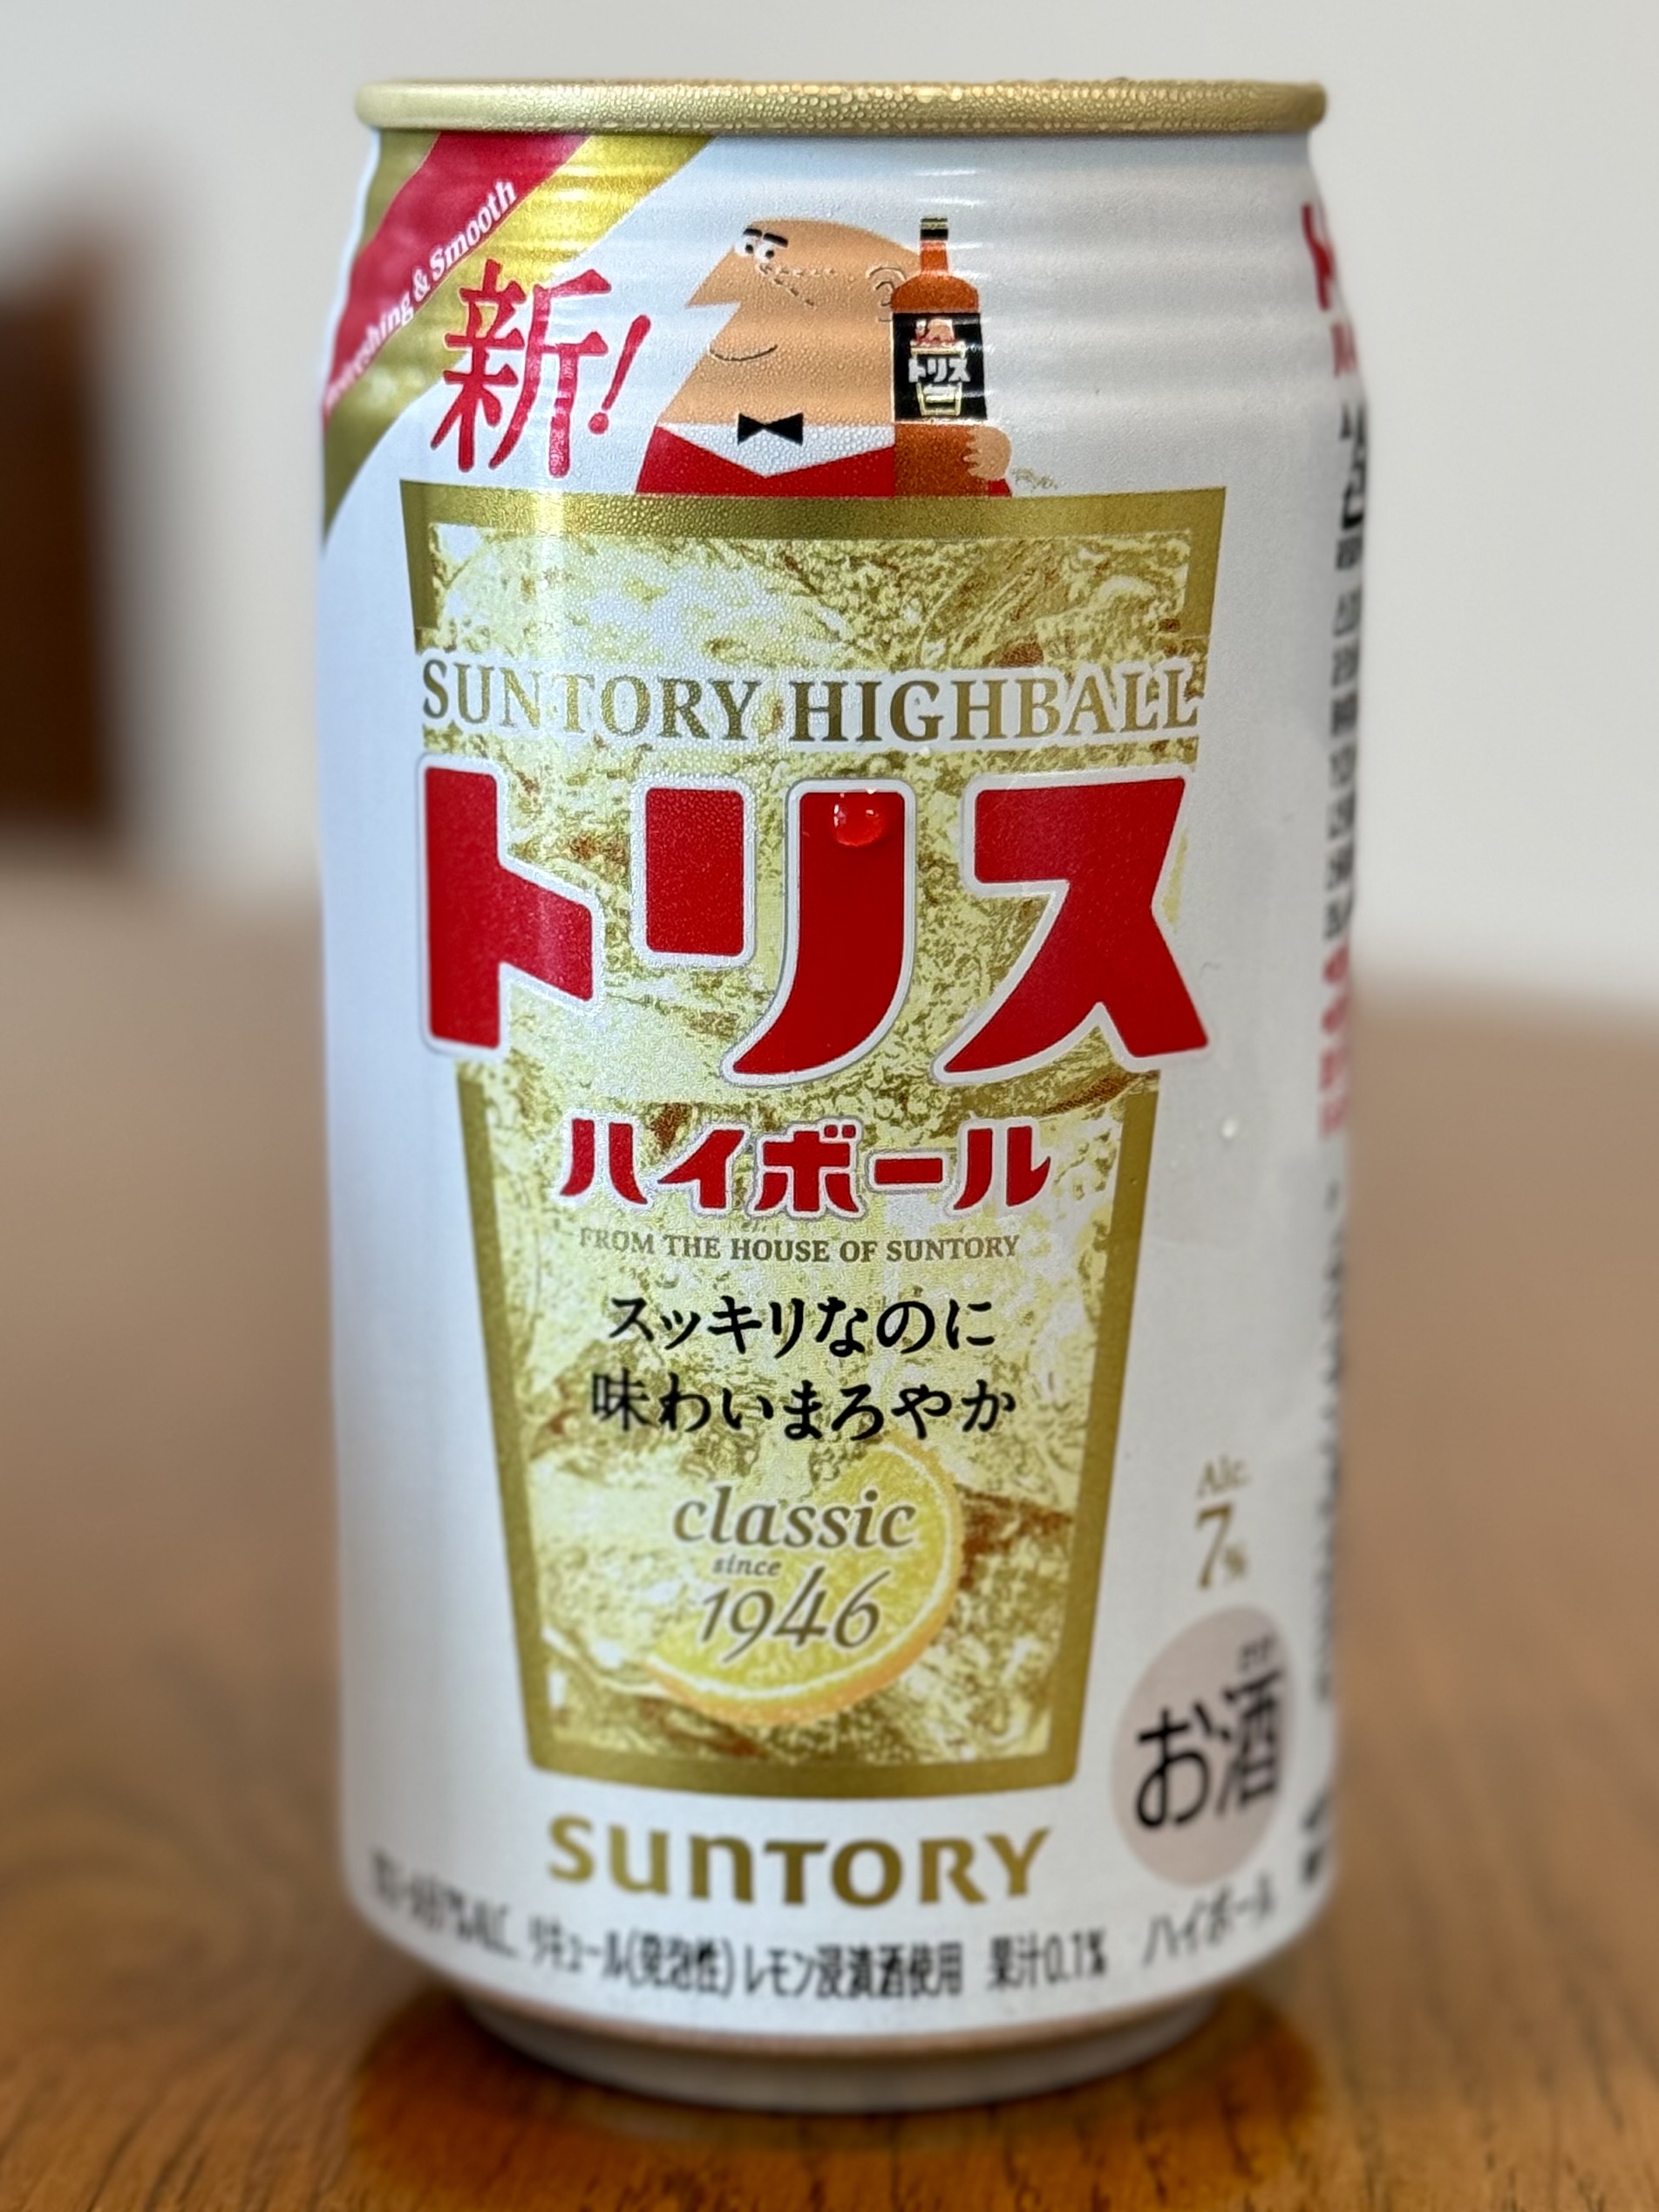 & Smooth
新!
トリス
Ryo.
SUNTORY HIGHBALL
トリス
ハイボール
FROM THE HOUSE OF SUNTORY
スッキリなのに
味わいまろやか
classic
since
1946
Alc.
7%
お酒
SUNTORY
リキュール(発泡性) レモン浸漬酒使用 果汁0.1% ハイボール